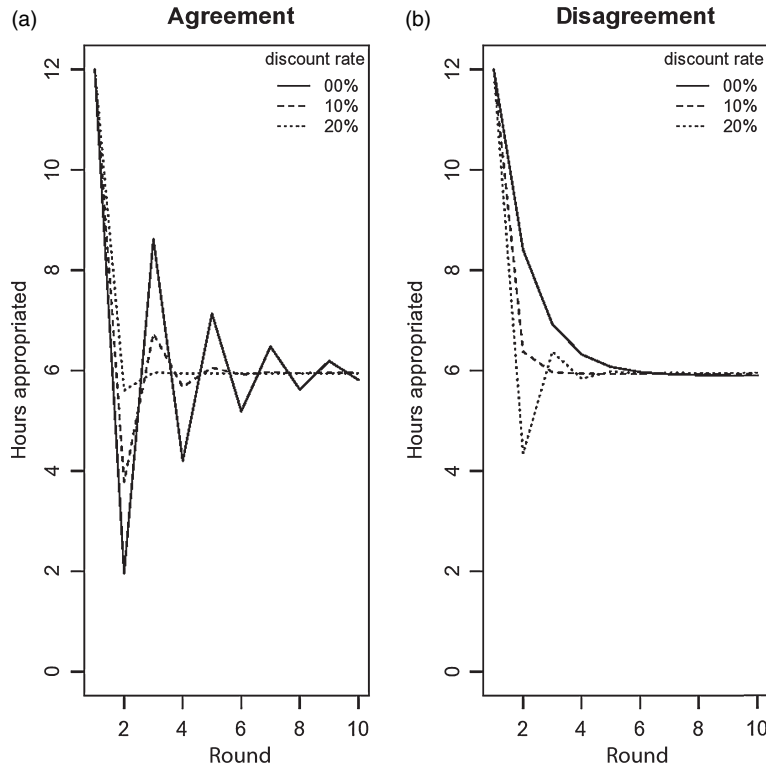 (a)
Agreement
discount rate
00%
10%
20%
12
10
8
6
4
2
0
Hours appropriated
2 4 6 8 10
Round
(b)
Disagreement
discount rate
00%
10%
20%
12
10
8
6
4
2
0
Hours appropriated
2 4 6 8 10
Round